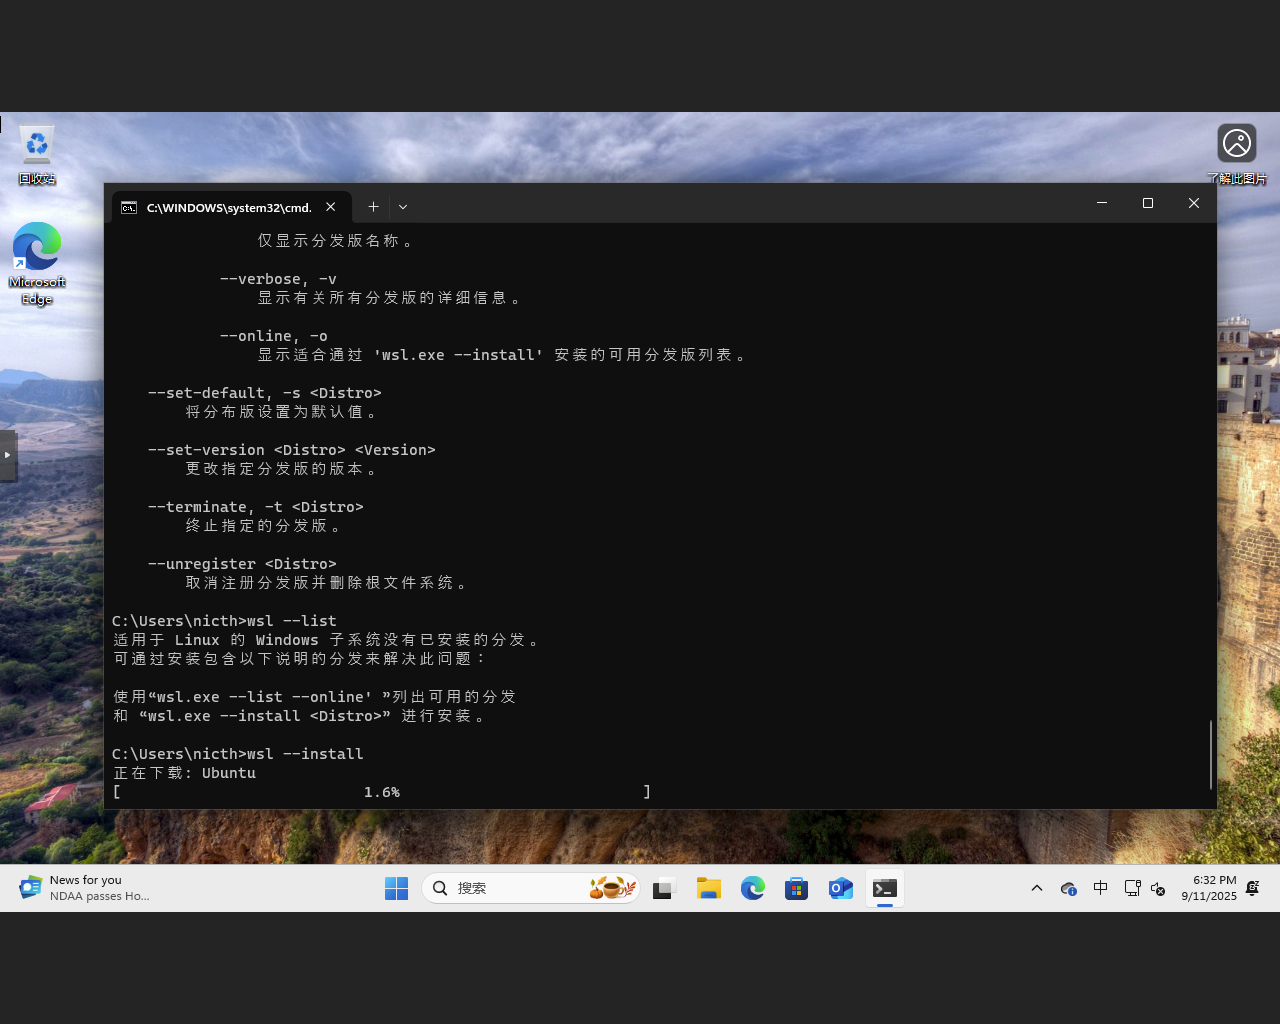 回收站
Microsoft
Edge
了解此图片
C:\WINDOWS\system32\cmd.
仅显示分发版名称。
--verbose, -v
显示有关所有分发版的详细信息。
--online, -o
显示适合通过 'wsl.exe --install' 安装的可用分发版列表。
--set-default, -s <Distro>
将分布版设置为默认值。
--set-version <Distro> <Version>
更改指定分发版的版本。
--terminate, -t <Distro>
终止指定的分发版。
--unregister <Distro>
取消注册分发版并删除根文件系统。
C:\Users\nicth>wsl --list
适用于 Linux 的 Windows 子系统没有已安装的分发。
可通过安装包含以下说明的分发来解决此问题：
使用“wsl.exe --list --online' ”列出可用的分发
和 “wsl.exe --install <Distro>” 进行安装。
C:\Users\nicth>wsl --install
正在下载: Ubuntu
[ 1.6% ]
News for you
NDAA passes Ho...
搜索
中
6:32 PM
9/11/2025